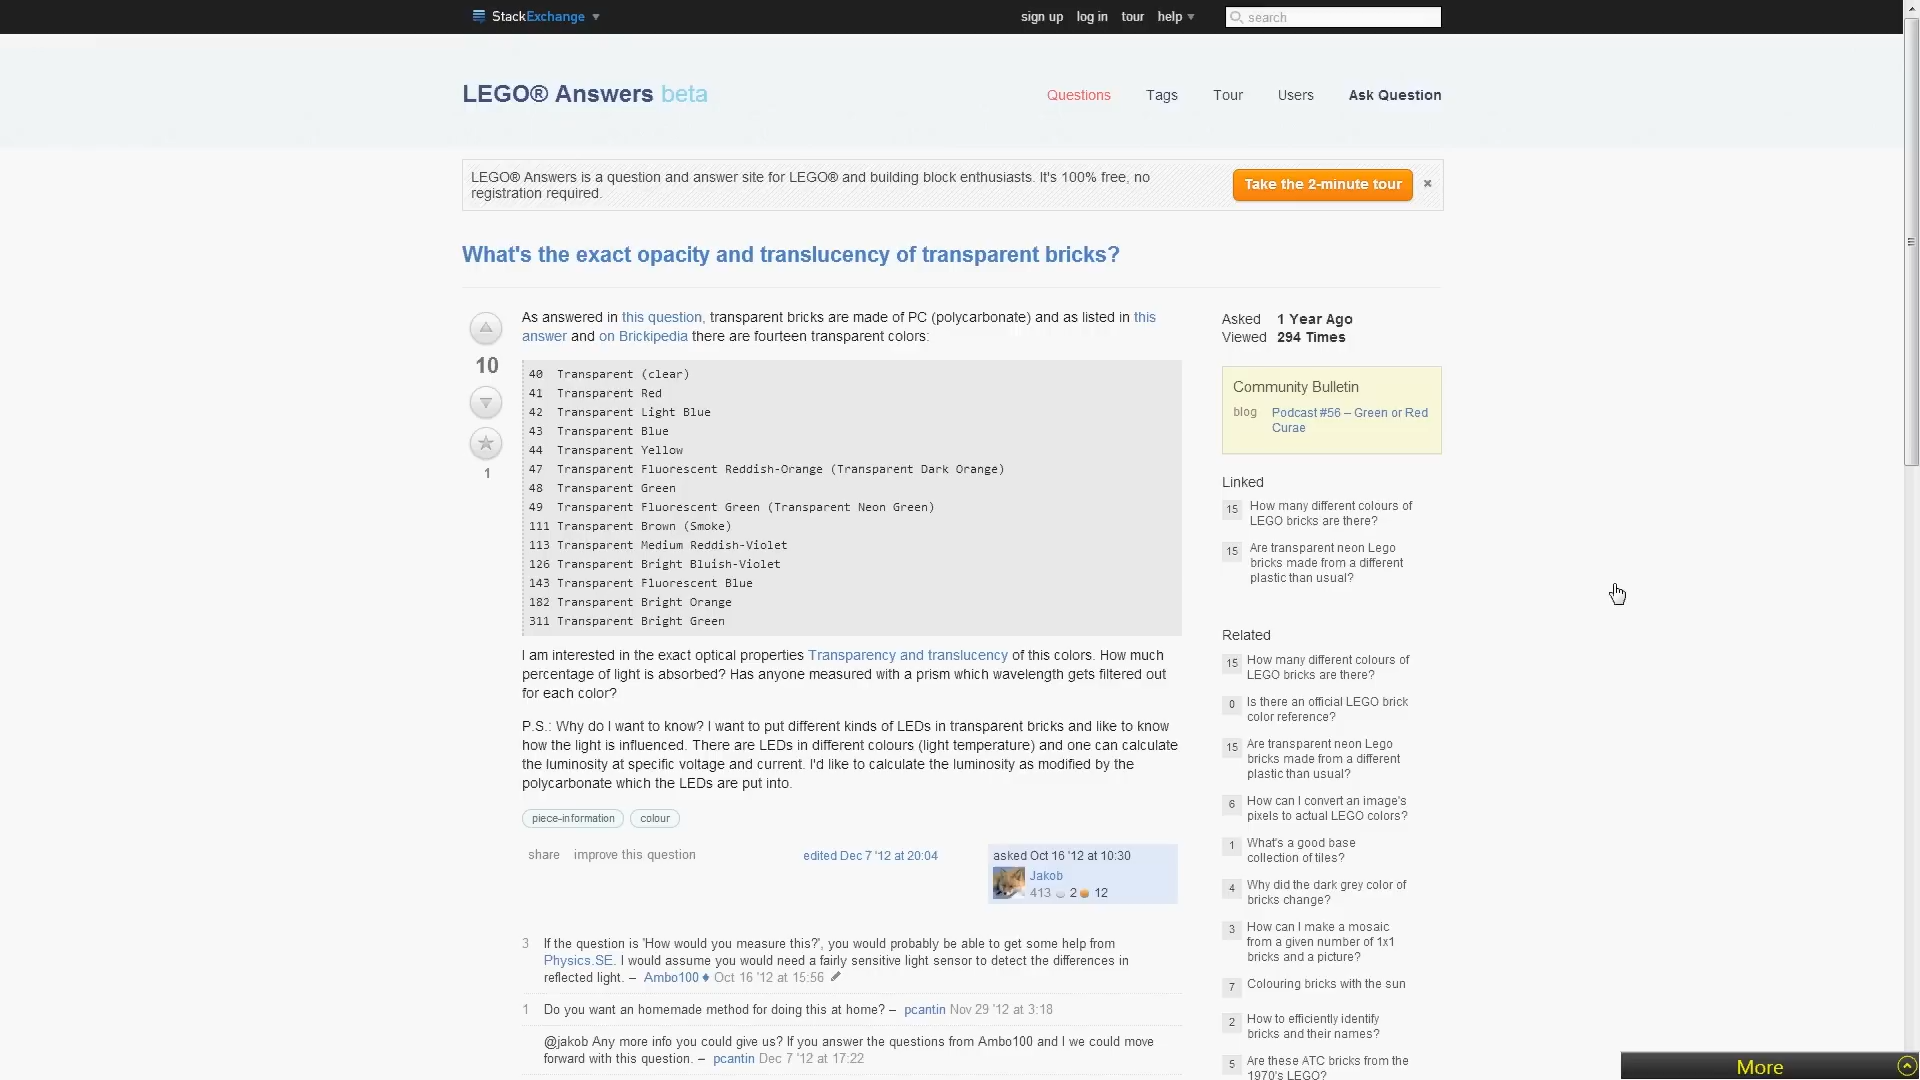 StackExchange
sign up log in tour help
search
LEGO® Answers beta
Questions Tags Tour Users Ask Question
LEGO® Answers is a question and answer site for LEGO® and building block enthusiasts. It's 100% free, no
registration required.
Take the 2-minute tour
×
What's the exact opacity and translucency of transparent bricks?
10
1
As answered in this question, transparent bricks are made of PC (polycarbonate) and as listed in this
answer and on Brickipedia there are fourteen transparent colors:
40 Transparent (clear)
41 Transparent Red
42 Transparent Light Blue
43 Transparent Blue
44 Transparent Yellow
47 Transparent Fluorescent Reddish-Orange (Transparent Dark Orange)
48 Transparent Green
49 Transparent Fluorescent Green (Transparent Neon Green)
111 Transparent Brown (Smoke)
113 Transparent Medium Reddish-Violet
126 Transparent Bright Bluish-Violet
143 Transparent Fluorescent Blue
182 Transparent Bright Orange
311 Transparent Bright Green
I am interested in the exact optical properties Transparency and translucency of this colors. How much
percentage of light is absorbed? Has anyone measured with a prism which wavelength gets filtered out
for each color?
P.S.: Why do I want to know? I want to put different kinds of LEDs in transparent bricks and like to know
how the light is influenced. There are LEDs in different colours (light temperature) and one can calculate
the luminosity at specific voltage and current. I'd like to calculate the luminosity as modified by the
polycarbonate which the LEDs are put into.
piece-information colour
share improve this question
edited Dec 7 '12 at 20:04
asked Oct 16 '12 at 10:30
Jakob
413 2 12
3 If the question is 'How would you measure this?', you would probably be able to get some help from
Physics.SE. I would assume you would need a fairly sensitive light sensor to detect the differences in
reflected light. – Ambo100 ♦ Oct 16 '12 at 15:56
1 Do you want an homemade method for doing this at home? – pcantin Nov 29 '12 at 3:18
@jakob Any more info you could give us? If you answer the questions from Ambo100 and I we could move
forward with this question. – pcantin Dec 7 '12 at 17:22
Asked 1 Year Ago
Viewed 294 Times
Community Bulletin
blog Podcast #56 – Green or Red
Curae
Linked
15 How many different colours of
LEGO bricks are there?
15 Are transparent neon Lego
bricks made from a different
plastic than usual?
Related
15 How many different colours of
LEGO bricks are there?
0 Is there an official LEGO brick
color reference?
15 Are transparent neon Lego
bricks made from a different
plastic than usual?
6 How can I convert an image's
pixels to actual LEGO colors?
1 What's a good base
collection of tiles?
4 Why did the dark grey color of
bricks change?
3 How can I make a mosaic
from a given number of 1x1
bricks and a picture?
7 Colouring bricks with the sun
2 How to efficiently identify
bricks and their names?
5 Are these ATC bricks from the
1970's LEGO?
More